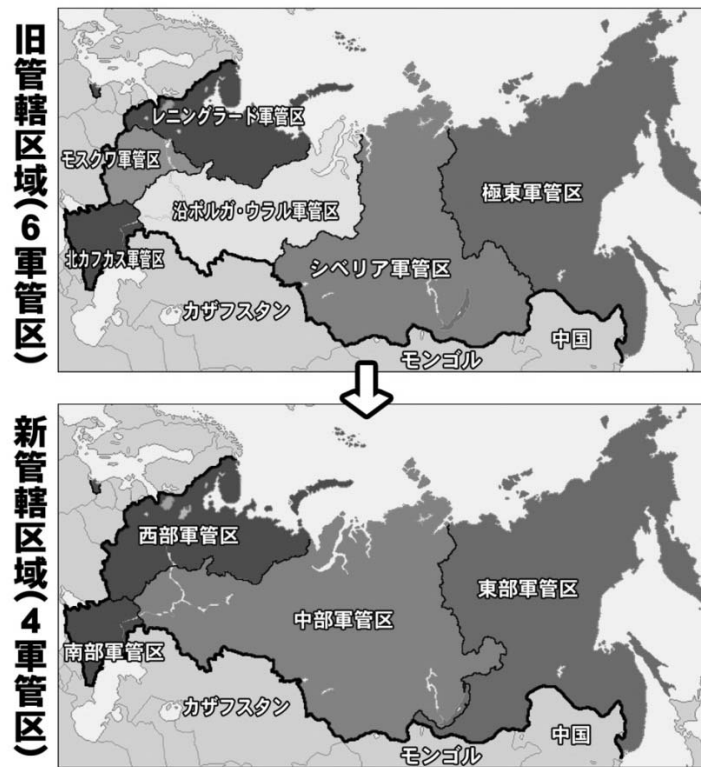 旧管轄区域(6軍管区)
レニングラード軍管区
モスクワ軍管区
沿ボルガ・ウラル軍管区
極東軍管区
北カフカス軍管区
シベリア軍管区
カザフスタン
中国
モンゴル
新管轄区域(4軍管区)
西部軍管区
東部軍管区
中部軍管区
南部軍管区
カザフスタン
中国
モンゴル